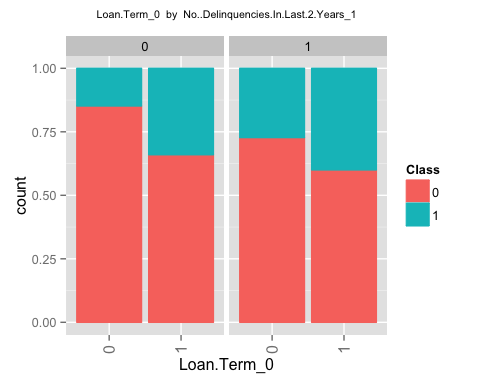 Loan.Term_0 by No..Delinquencies.In.Last.2.Years_1
0 1
1.00
0.75
0.50
0.25
0.00
count
0 1 0 1
Loan.Term_0
Class
0
1